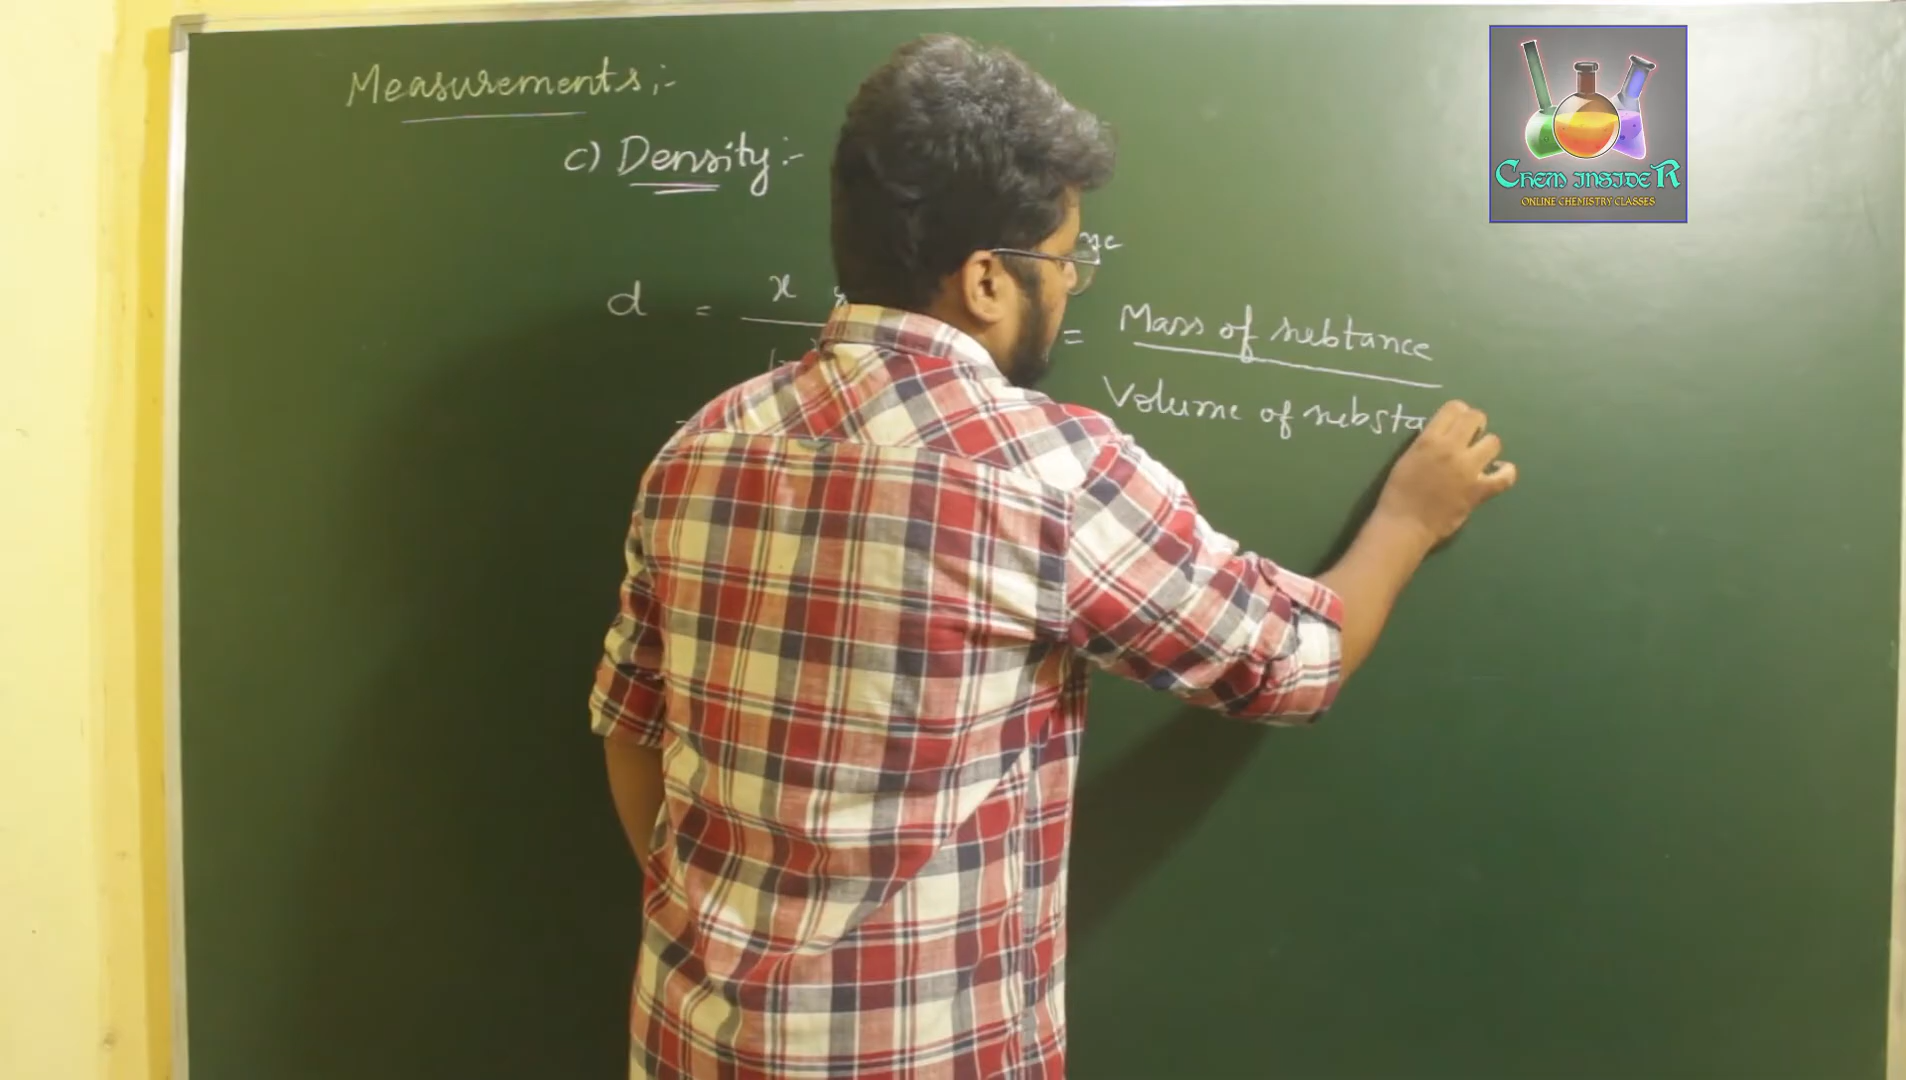 Measurements:-
c) Density:-
d = x
= Mass of substance
Volume of substa
Chem insideR
ONLINE CHEMISTRY CLASSES